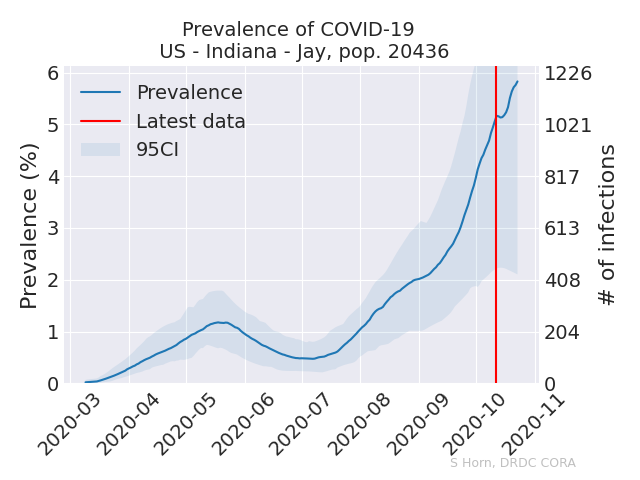 Prevalence of COVID-19
US - Indiana - Jay, pop. 20436
Prevalence
Latest data
95CI
Prevalence (%)
6
5
4
3
2
1
0
# of infections
1226
1021
817
613
408
204
0
2020-03
2020-04
2020-05
2020-06
2020-07
2020-08
2020-09
2020-10
2020-11
S Horn, DRDC CORA